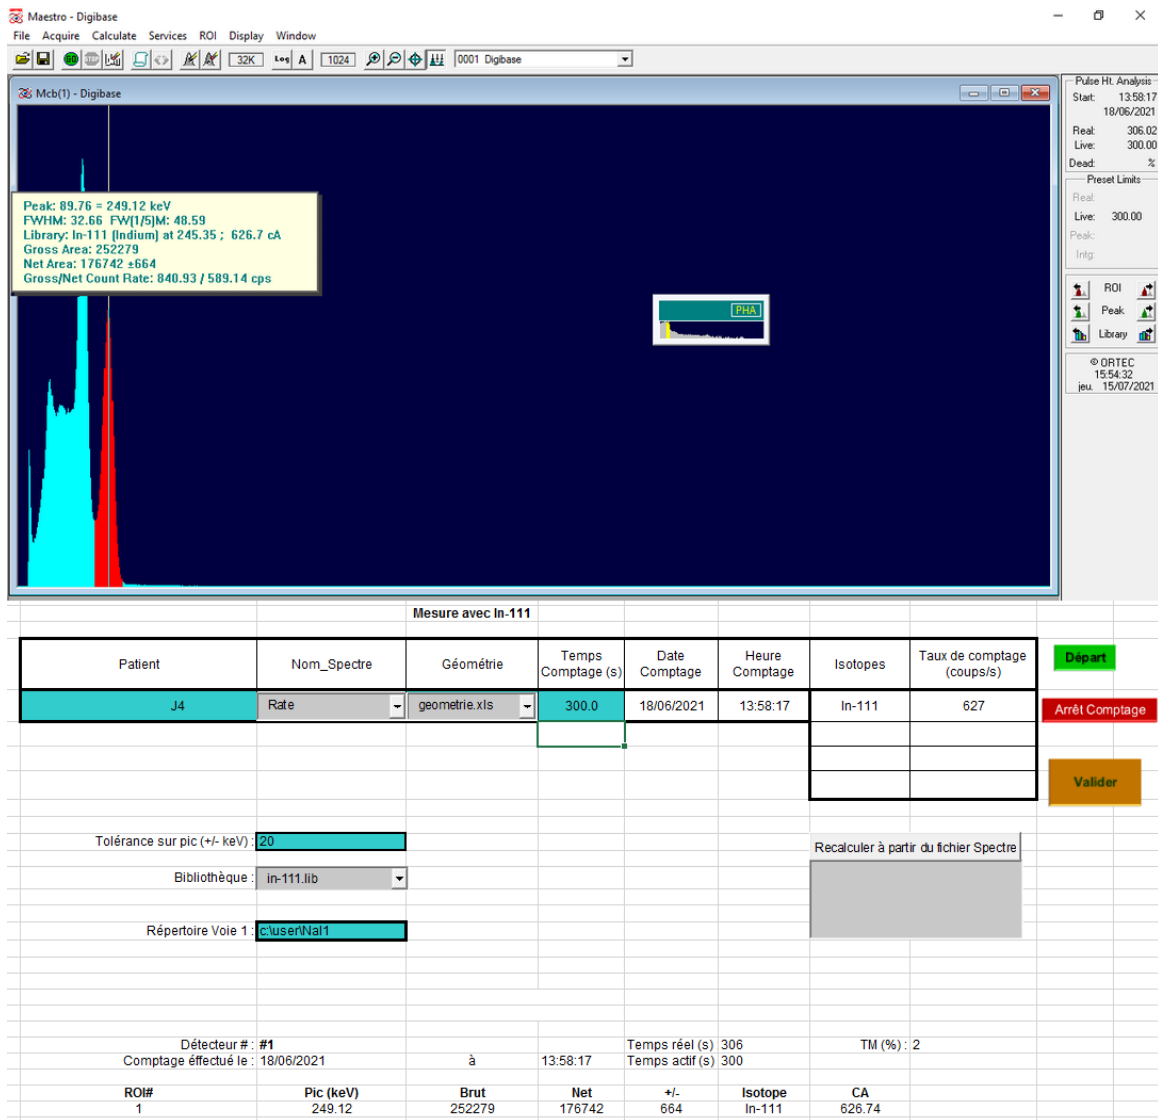 Maestro - Digibase
File Acquire Calculate Services ROI Display Window
32K Log A 1024 0001 Digibase
Mcb(1) - Digibase
Pulse Ht. Analysis
Start: 13:58:17
18/06/2021
Real: 306.02
Live: 300.00
Dead: %
Preset Limits
Real:
Live: 300.00
Peak:
Intg:
ROI
Peak
Library
© ORTEC
15:54:32
jeu. 15/07/2021
Peak: 89.76 = 249.12 keV
FWHM: 32.66 FW(1/5)M: 48.59
Library: In-111 (Indium) at 245.35 ; 626.7 cA
Gross Area: 252279
Net Area: 176742 ±664
Gross/Net Count Rate: 840.93 / 589.14 cps
PHA
Mesure avec In-111
Patient Nom_Spectre Géométrie Temps Comptage (s) Date Comptage Heure Comptage Isotopes Taux de comptage (coups/s) Départ
J4 Rate geometrie.xls 300.0 18/06/2021 13:58:17 In-111 627 Arrêt Comptage
Valider
Tolérance sur pic (+/- keV) : 20
Recalculer à partir du fichier Spectre
Bibliothèque : in-111.lib
Répertoire Voie 1 : c:\user\NaI1
Détecteur # : #1 Temps réel (s) 306 TM (%) : 2
Comptage éffectué le : 18/06/2021 à 13:58:17 Temps actif (s) 300
ROI# Pic (keV) Brut Net +/- Isotope CA
1 249.12 252279 176742 664 In-111 626.74